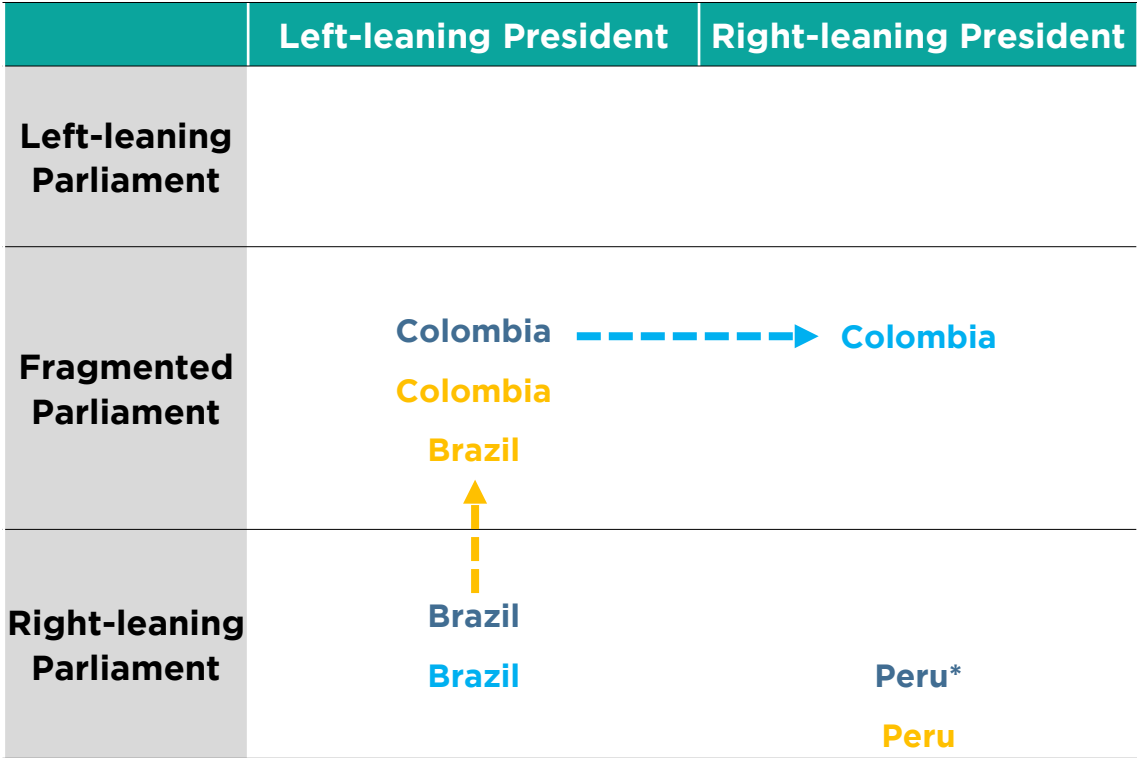 Left-leaning President
Right-leaning President
Left-leaning
Parliament
Fragmented
Parliament
Colombia
Colombia
Colombia
Brazil
Right-leaning
Parliament
Brazil
Brazil
Peru*
Peru